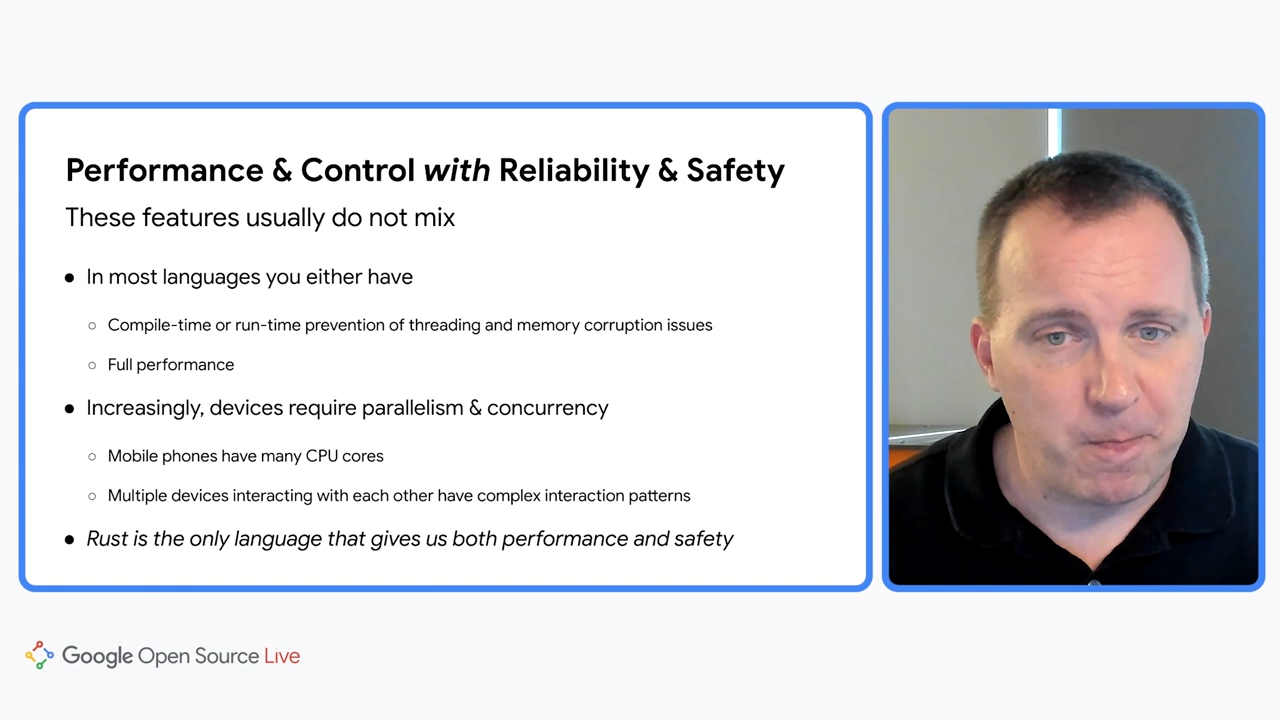 Performance & Control with Reliability & Safety
These features usually do not mix
● In most languages you either have
○ Compile-time or run-time prevention of threading and memory corruption issues
○ Full performance
● Increasingly, devices require parallelism & concurrency
○ Mobile phones have many CPU cores
○ Multiple devices interacting with each other have complex interaction patterns
● Rust is the only language that gives us both performance and safety
Google Open Source Live